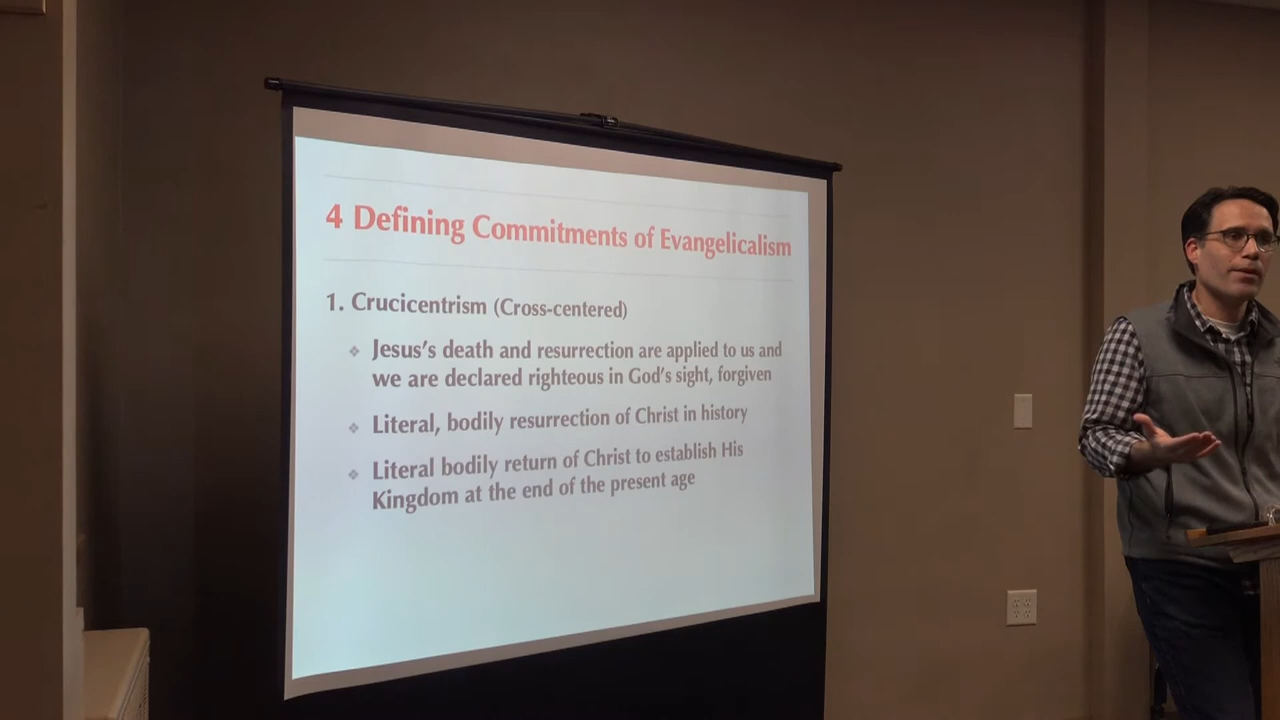 4 Defining Commitments of Evangelicalism
1. Crucicentrism (Cross-centered)
❖ Jesus's death and resurrection are applied to us and
we are declared righteous in God's sight, forgiven
❖ Literal, bodily resurrection of Christ in history
❖ Literal bodily return of Christ to establish His
Kingdom at the end of the present age